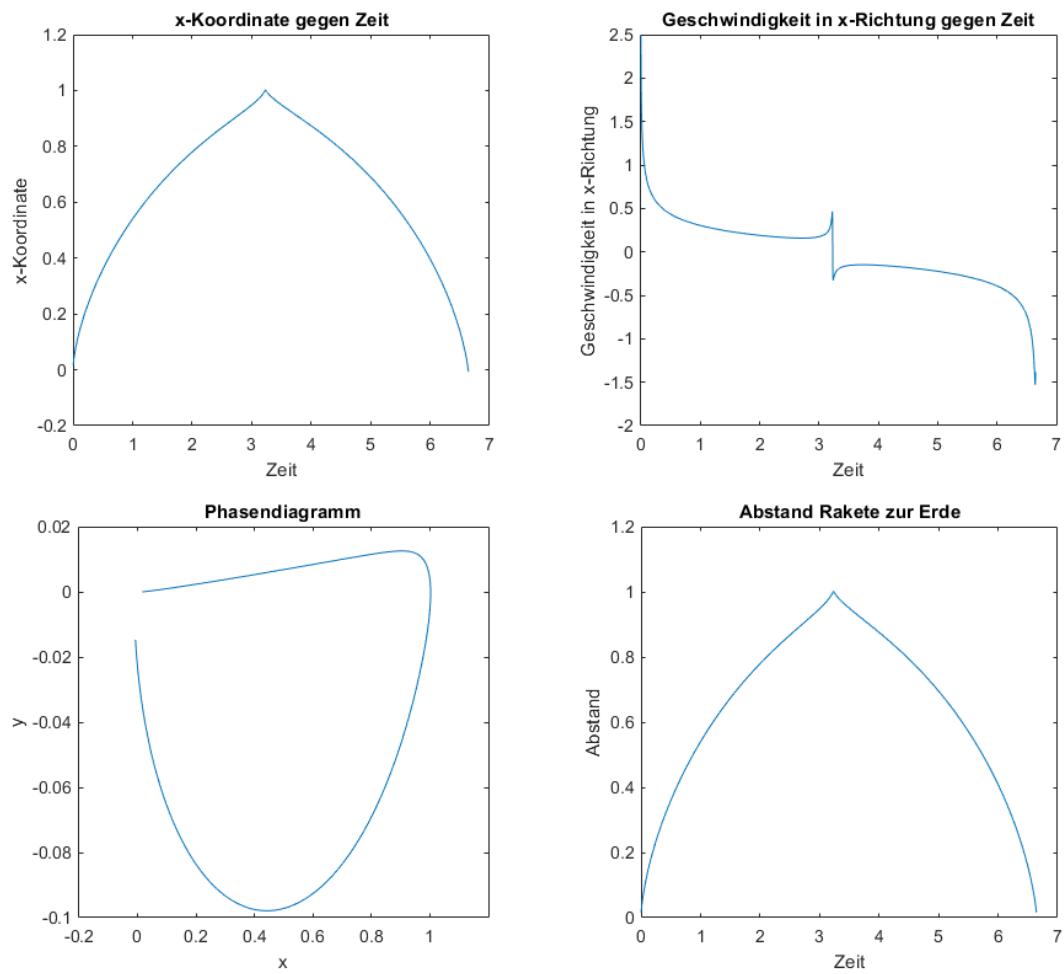 x-Koordinate gegen Zeit
1.2
1
0.8
0.6
0.4
0.2
0
-0.2
x-Koordinate
0 1 2 3 4 5 6 7
Zeit
Geschwindigkeit in x-Richtung gegen Zeit
2.5
2
1.5
1
0.5
0
-0.5
-1
-1.5
-2
Geschwindigkeit in x-Richtung
0 1 2 3 4 5 6 7
Zeit
Phasendiagramm
0.02
0
-0.02
-0.04
-0.06
-0.08
-0.1
y
-0.2 0 0.2 0.4 0.6 0.8 1
x
Abstand Rakete zur Erde
1.2
1
0.8
0.6
0.4
0.2
0
Abstand
0 1 2 3 4 5 6 7
Zeit